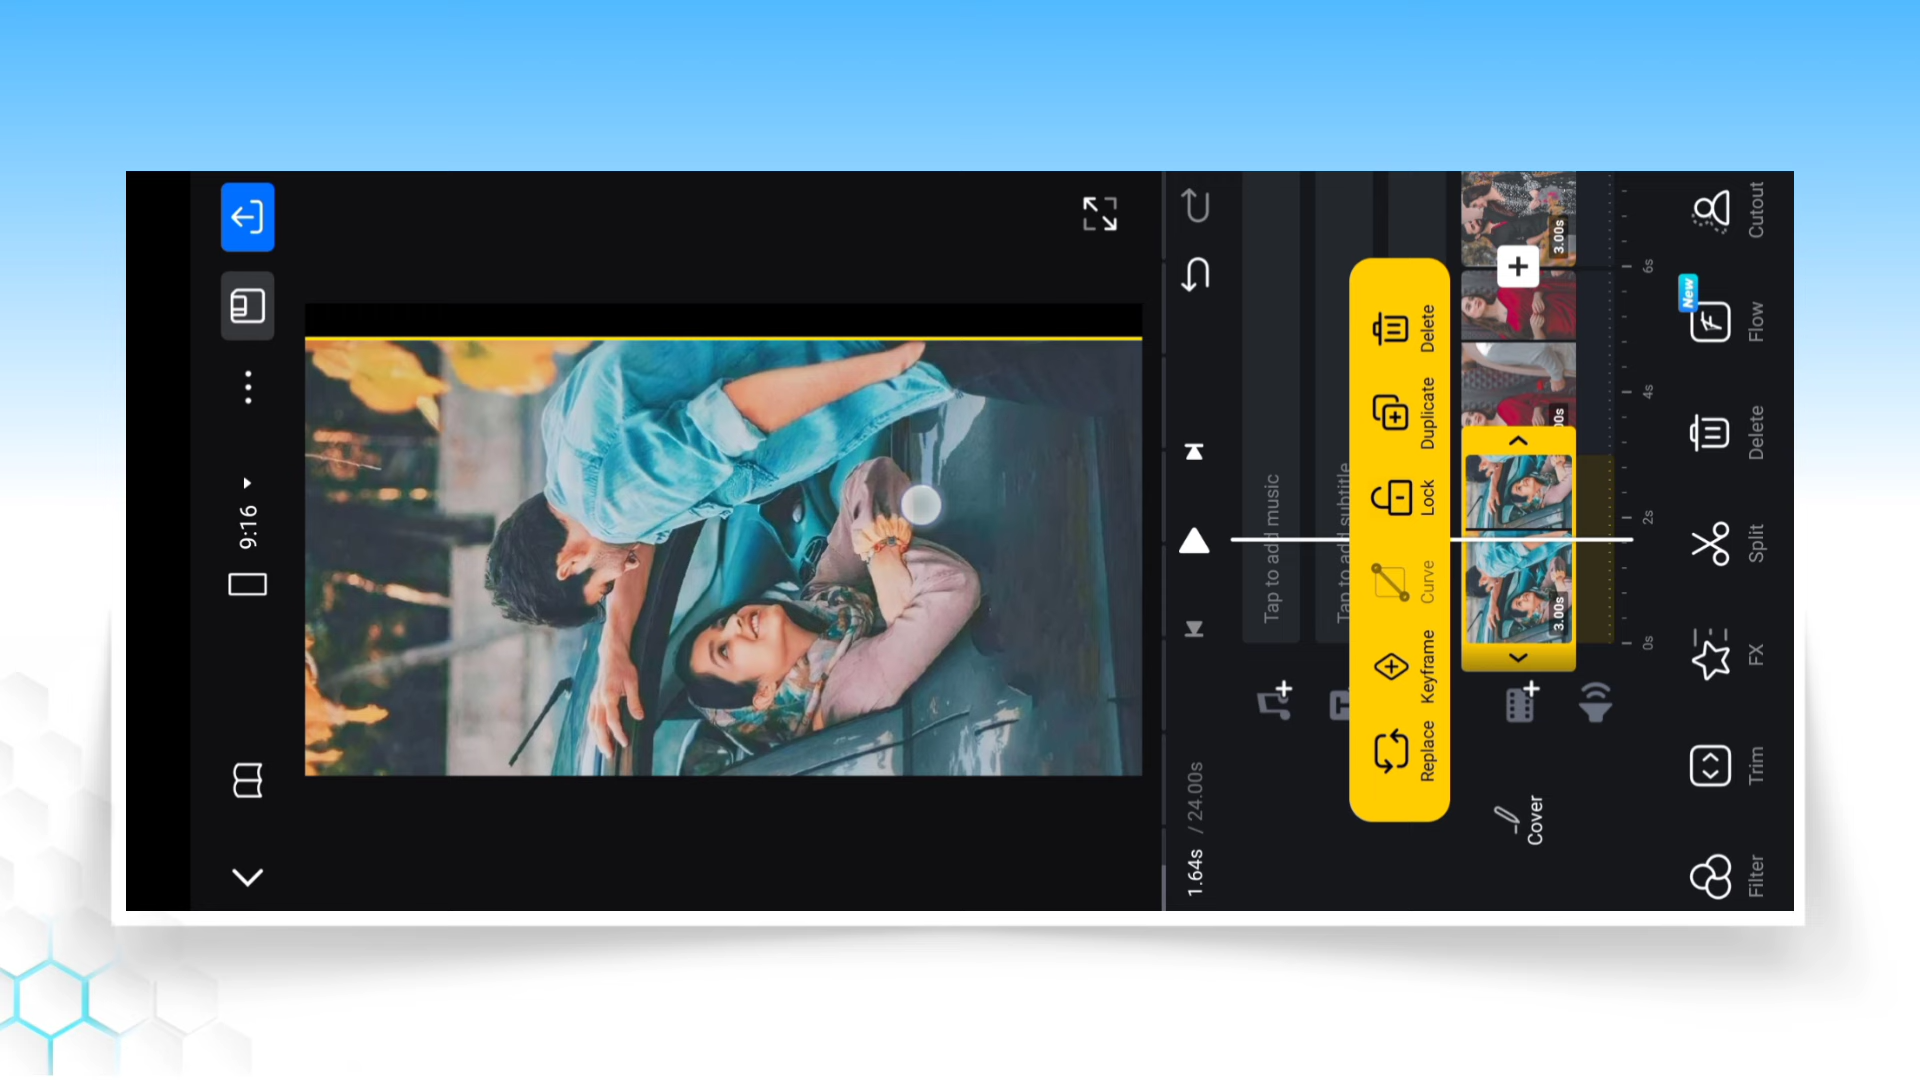 9:16
1.64s / 24.00s
Tap to add music
Tap to add subtitle
Replace
Keyframe
Curve
Lock
Duplicate
Delete
Cover
3.00s
00s
3.00s
0s
2s
4s
6s
Filter
Trim
FX
Split
Delete
Flow
New
Cutout